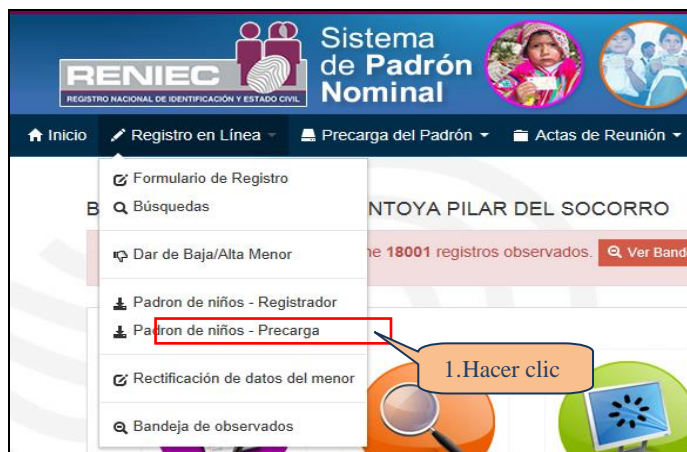 Sistema
de Padrón
Nominal
RENIEC
REGISTRO NACIONAL DE IDENTIFICACIÓN Y ESTADO CIVIL
Inicio Registro en Línea Precarga del Padrón Actas de Reunión
Formulario de Registro
B
Búsquedas
NTOYA PILAR DEL SOCORRO
Dar de Baja/Alta Menor
ne 18001 registros observados. Ver Band
Padron de niños - Registrador
Padron de niños - Precarga
1.Hacer clic
Rectificación de datos del menor
Bandeja de observados